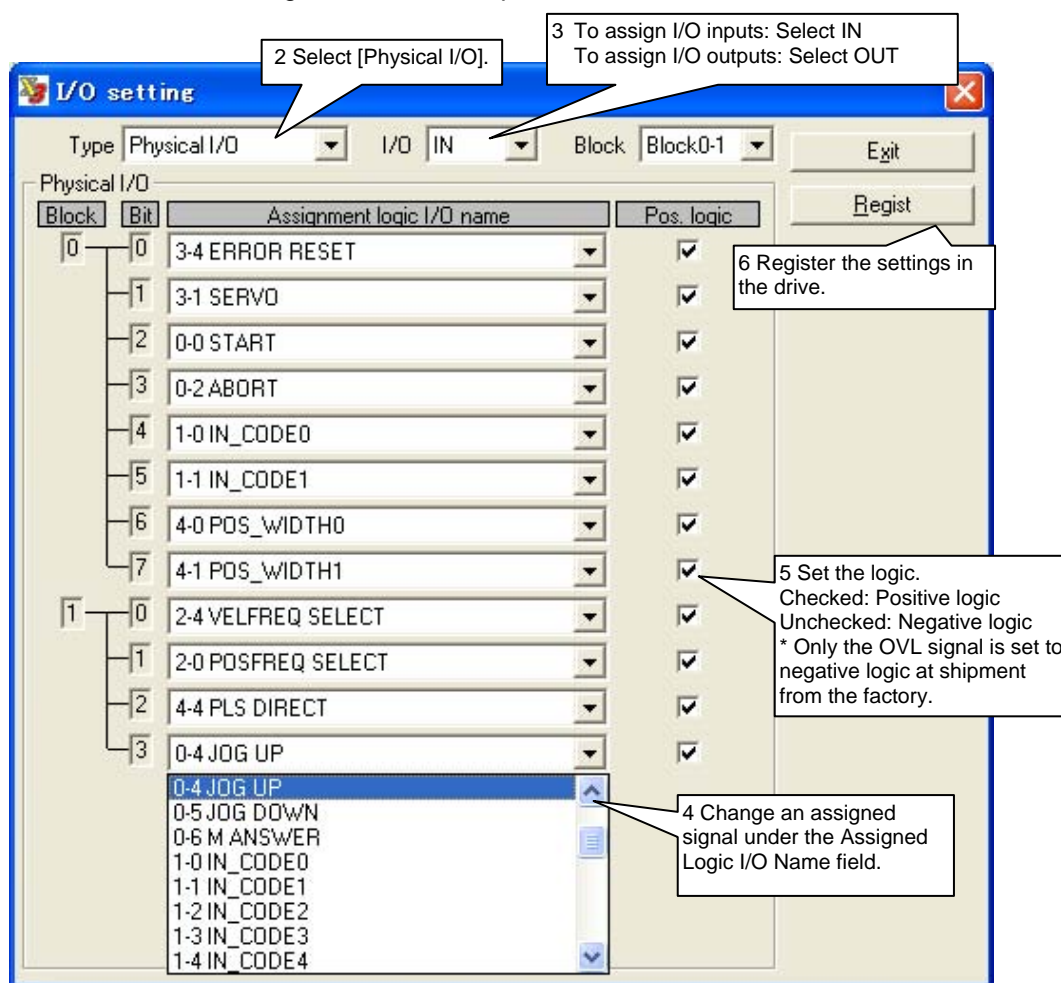 2 Select [Physical I/O].
3 To assign I/O inputs: Select IN
To assign I/O outputs: Select OUT
I/O setting
Type Physical I/O I/O IN Block Block0-1 Exit
Physical I/O
Block Bit Assignment logic I/O name Pos. logic Regist
0 0 3-4 ERROR RESET
6 Register the settings in
the drive.
1 3-1 SERVO
2 0-0 START
3 0-2 ABORT
4 1-0 IN_CODE0
5 1-1 IN_CODE1
6 4-0 POS_WIDTH0
7 4-1 POS_WIDTH1
5 Set the logic.
Checked: Positive logic
Unchecked: Negative logic
* Only the OVL signal is set to
negative logic at shipment
from the factory.
1 0 2-4 VELFREQ SELECT
1 2-0 POSFREQ SELECT
2 4-4 PLS DIRECT
3 0-4 JOG UP
0-4 JOG UP
0-5 JOG DOWN
0-6 M ANSWER
1-0 IN_CODE0
1-1 IN_CODE1
1-2 IN_CODE2
1-3 IN_CODE3
1-4 IN_CODE4
4 Change an assigned
signal under the Assigned
Logic I/O Name field.